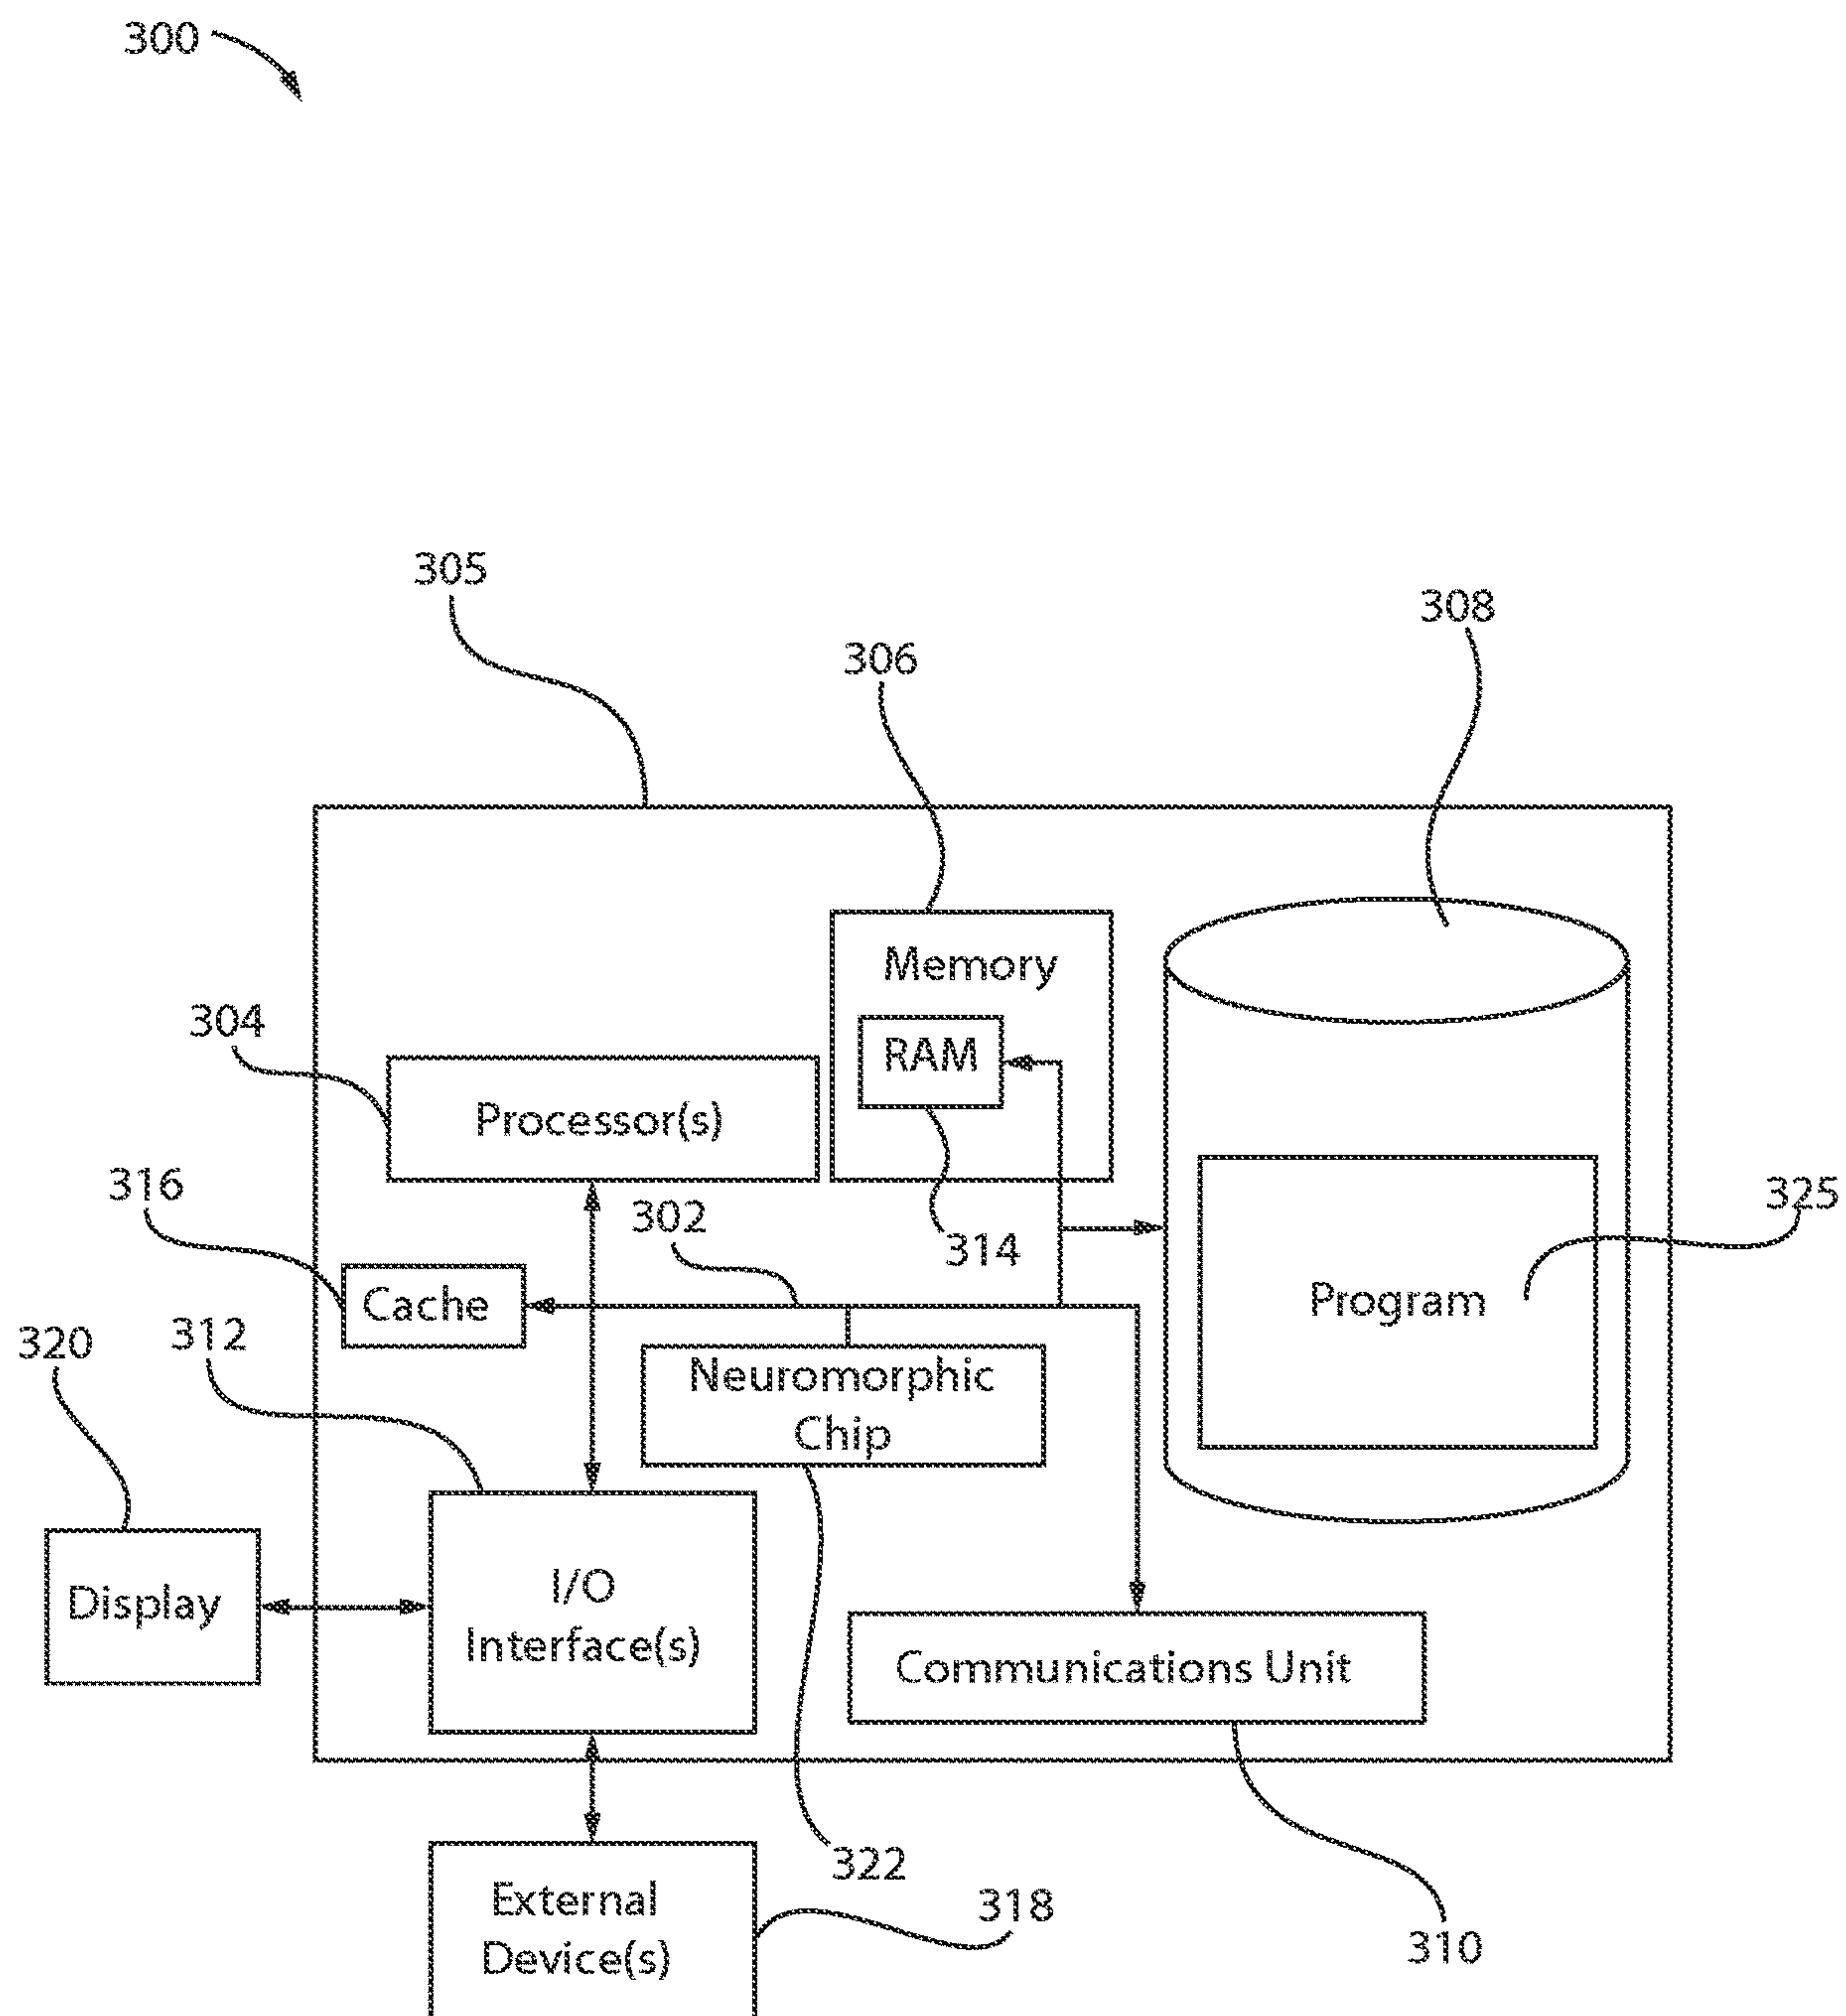 300
305
308
306
Memory
304
RAM
Processor(s)
316
302
325
314
Cache
Program
312
320
Neuromorphic
Chip
I/O
Display
Interface(s)
Communications Unit
322
External
318
310
Device(s)